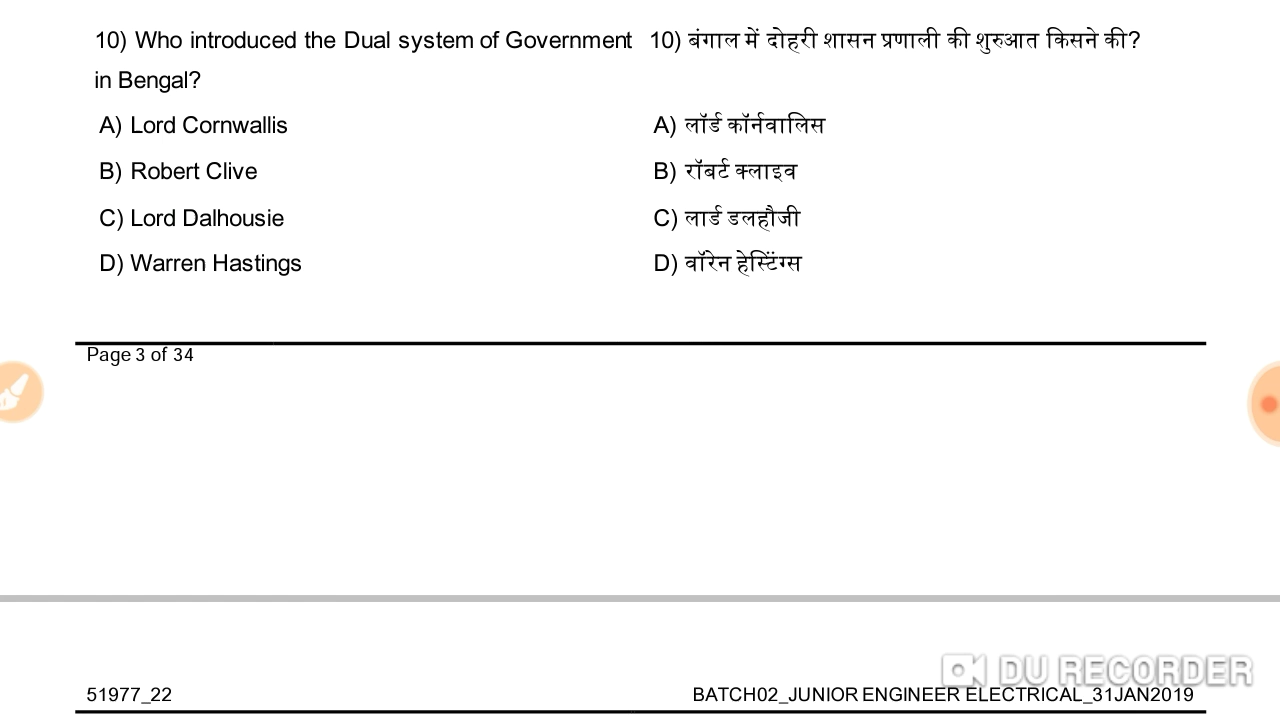 10) Who introduced the Dual system of Government
in Bengal?
A) Lord Cornwallis
B) Robert Clive
C) Lord Dalhousie
D) Warren Hastings
10) बंगाल में दोहरी शासन प्रणाली की शुरुआत किसने की?
A) लॉर्ड कॉर्नवालिस
B) रॉबर्ट क्लाइव
C) लार्ड डलहौजी
D) वॉरेन हेस्टिंग्स
Page 3 of 34
DU RECORDER
51977_22
BATCH02_JUNIOR ENGINEER ELECTRICAL_31JAN2019